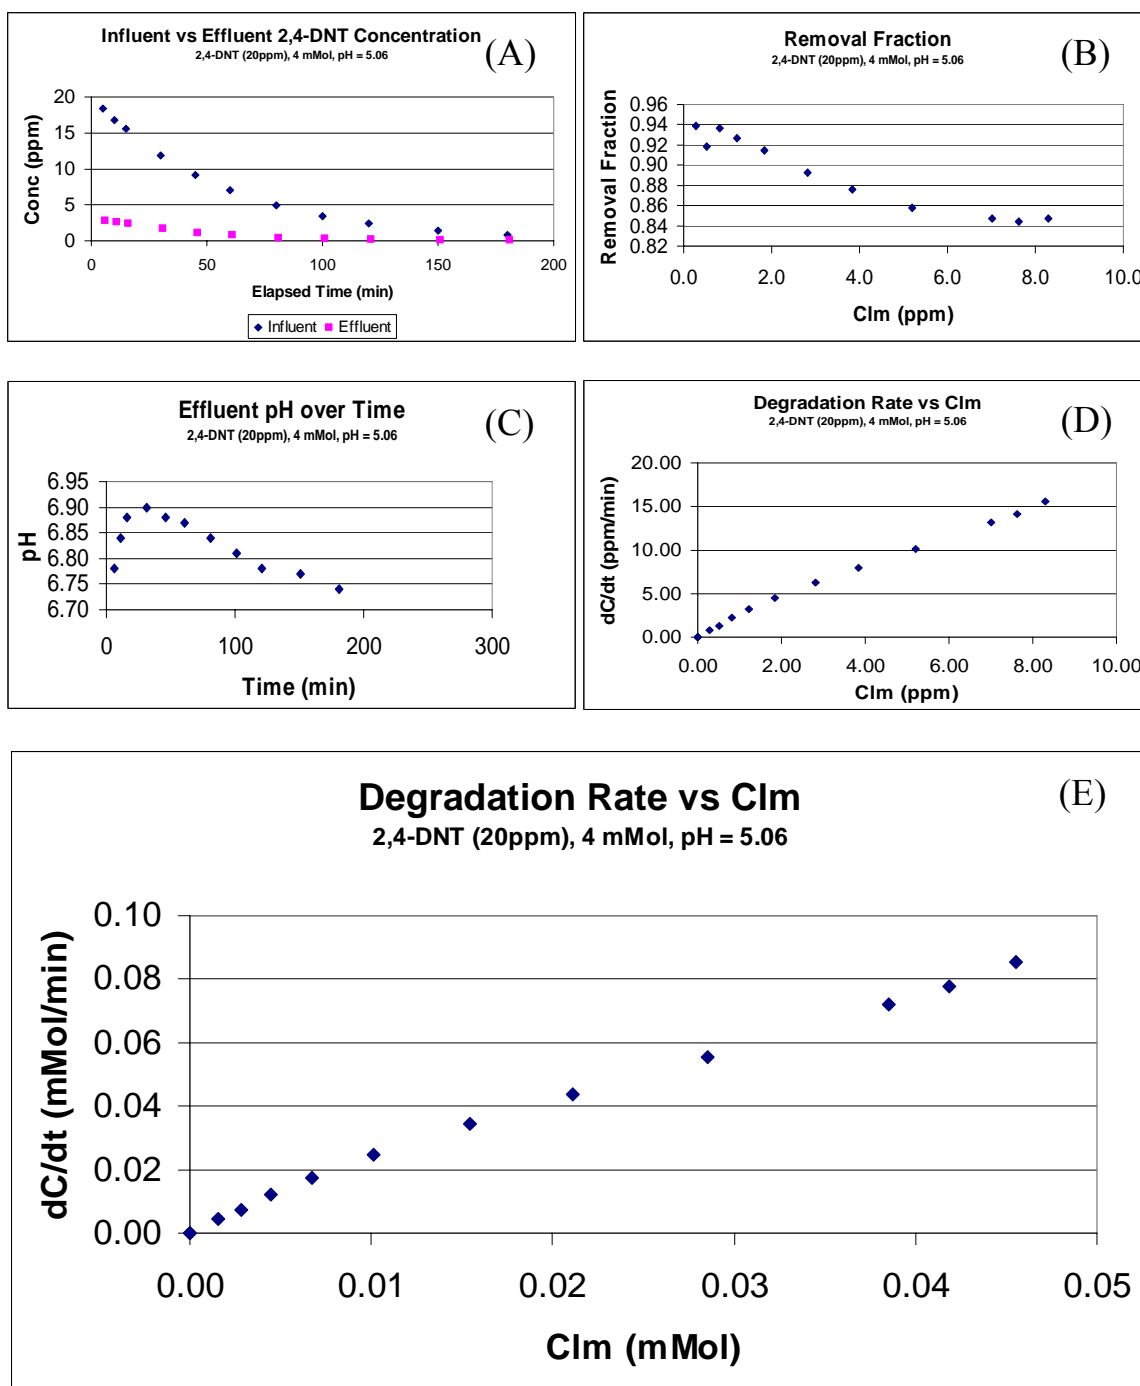 Influent vs Effluent 2,4-DNT Concentration
2,4-DNT (20ppm), 4 mMol, pH = 5.06
(A)
20
15
10
5
0
Conc (ppm)
0 50 100 150 200
Elapsed Time (min)
Influent Effluent
Removal Fraction
2,4-DNT (20ppm), 4 mMol, pH = 5.06
(B)
0.96
0.94
0.92
0.90
0.88
0.86
0.84
0.82
Removal Fraction
0.0 2.0 4.0 6.0 8.0 10.0
Clm (ppm)
Effluent pH over Time
2,4-DNT (20ppm), 4 mMol, pH = 5.06
(C)
6.95
6.90
6.85
6.80
6.75
6.70
pH
0 100 200 300
Time (min)
Degradation Rate vs Clm
2,4-DNT (20ppm), 4 mMol, pH = 5.06
(D)
20.00
15.00
10.00
5.00
0.00
dC/dt (ppm/min)
0.00 2.00 4.00 6.00 8.00 10.00
Clm (ppm)
Degradation Rate vs Clm
2,4-DNT (20ppm), 4 mMol, pH = 5.06
(E)
0.10
0.08
0.06
0.04
0.02
0.00
dC/dt (mMol/min)
0.00 0.01 0.02 0.03 0.04 0.05
Clm (mMol)